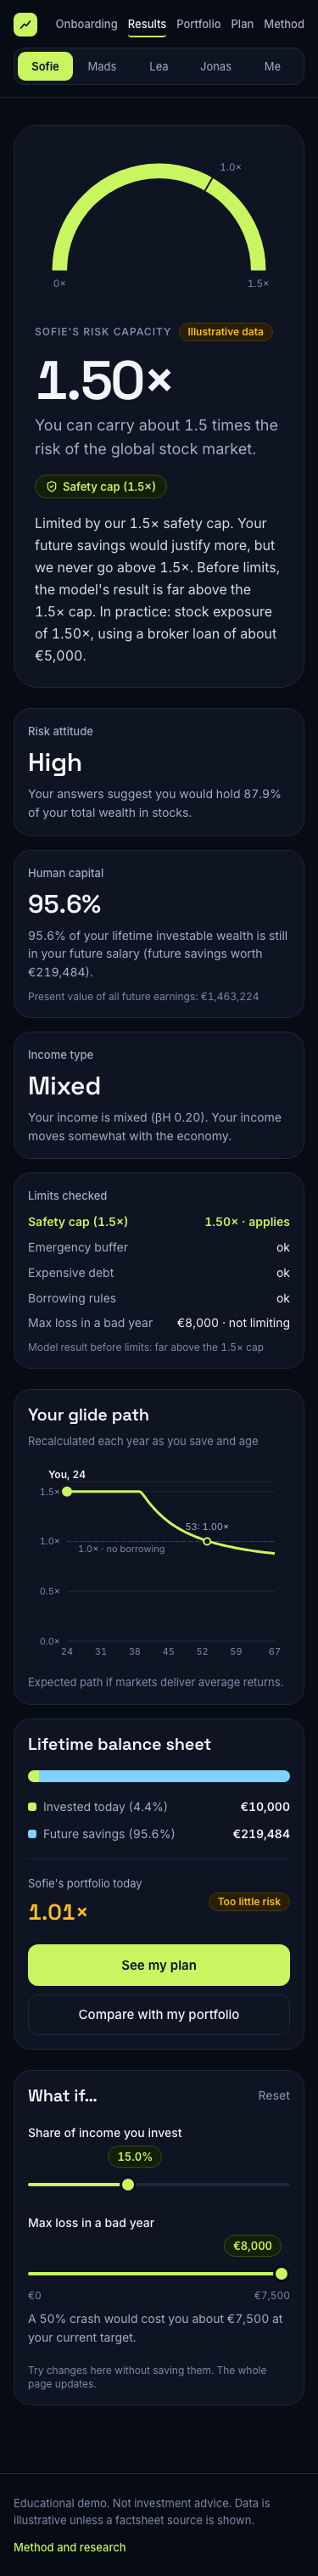 Onboarding Results Portfolio Plan Method
Sofie Mads Lea Jonas Me
1.0×
0× 1.5×
SOFIE'S RISK CAPACITY Illustrative data
1.50×
You can carry about 1.5 times the
risk of the global stock market.
Safety cap (1.5×)
Limited by our 1.5× safety cap. Your
future savings would justify more, but
we never go above 1.5×. Before limits,
the model's result is far above the
1.5× cap. In practice: stock exposure
of 1.50×, using a broker loan of about
€5,000.
Risk attitude
High
Your answers suggest you would hold 87.9%
of your total wealth in stocks.
Human capital
95.6%
95.6% of your lifetime investable wealth is still
in your future salary (future savings worth
€219,484).
Present value of all future earnings: €1,463,224
Income type
Mixed
Your income is mixed (βH 0.20). Your income
moves somewhat with the economy.
Limits checked
Safety cap (1.5×) 1.50× · applies
Emergency buffer ok
Expensive debt ok
Borrowing rules ok
Max loss in a bad year €8,000 · not limiting
Model result before limits: far above the 1.5× cap
Your glide path
Recalculated each year as you save and age
You, 24
1.5×
53: 1.00×
1.0×
1.0× · no borrowing
0.5×
0.0×
24 31 38 45 52 59 67
Expected path if markets deliver average returns.
Lifetime balance sheet
Invested today (4.4%) €10,000
Future savings (95.6%) €219,484
Sofie's portfolio today
1.01× Too little risk
See my plan
Compare with my portfolio
What if… Reset
Share of income you invest
15.0%
Max loss in a bad year
€8,000
€0 €7,500
A 50% crash would cost you about €7,500 at
your current target.
Try changes here without saving them. The whole
page updates.
Educational demo. Not investment advice. Data is
illustrative unless a factsheet source is shown.
Method and research